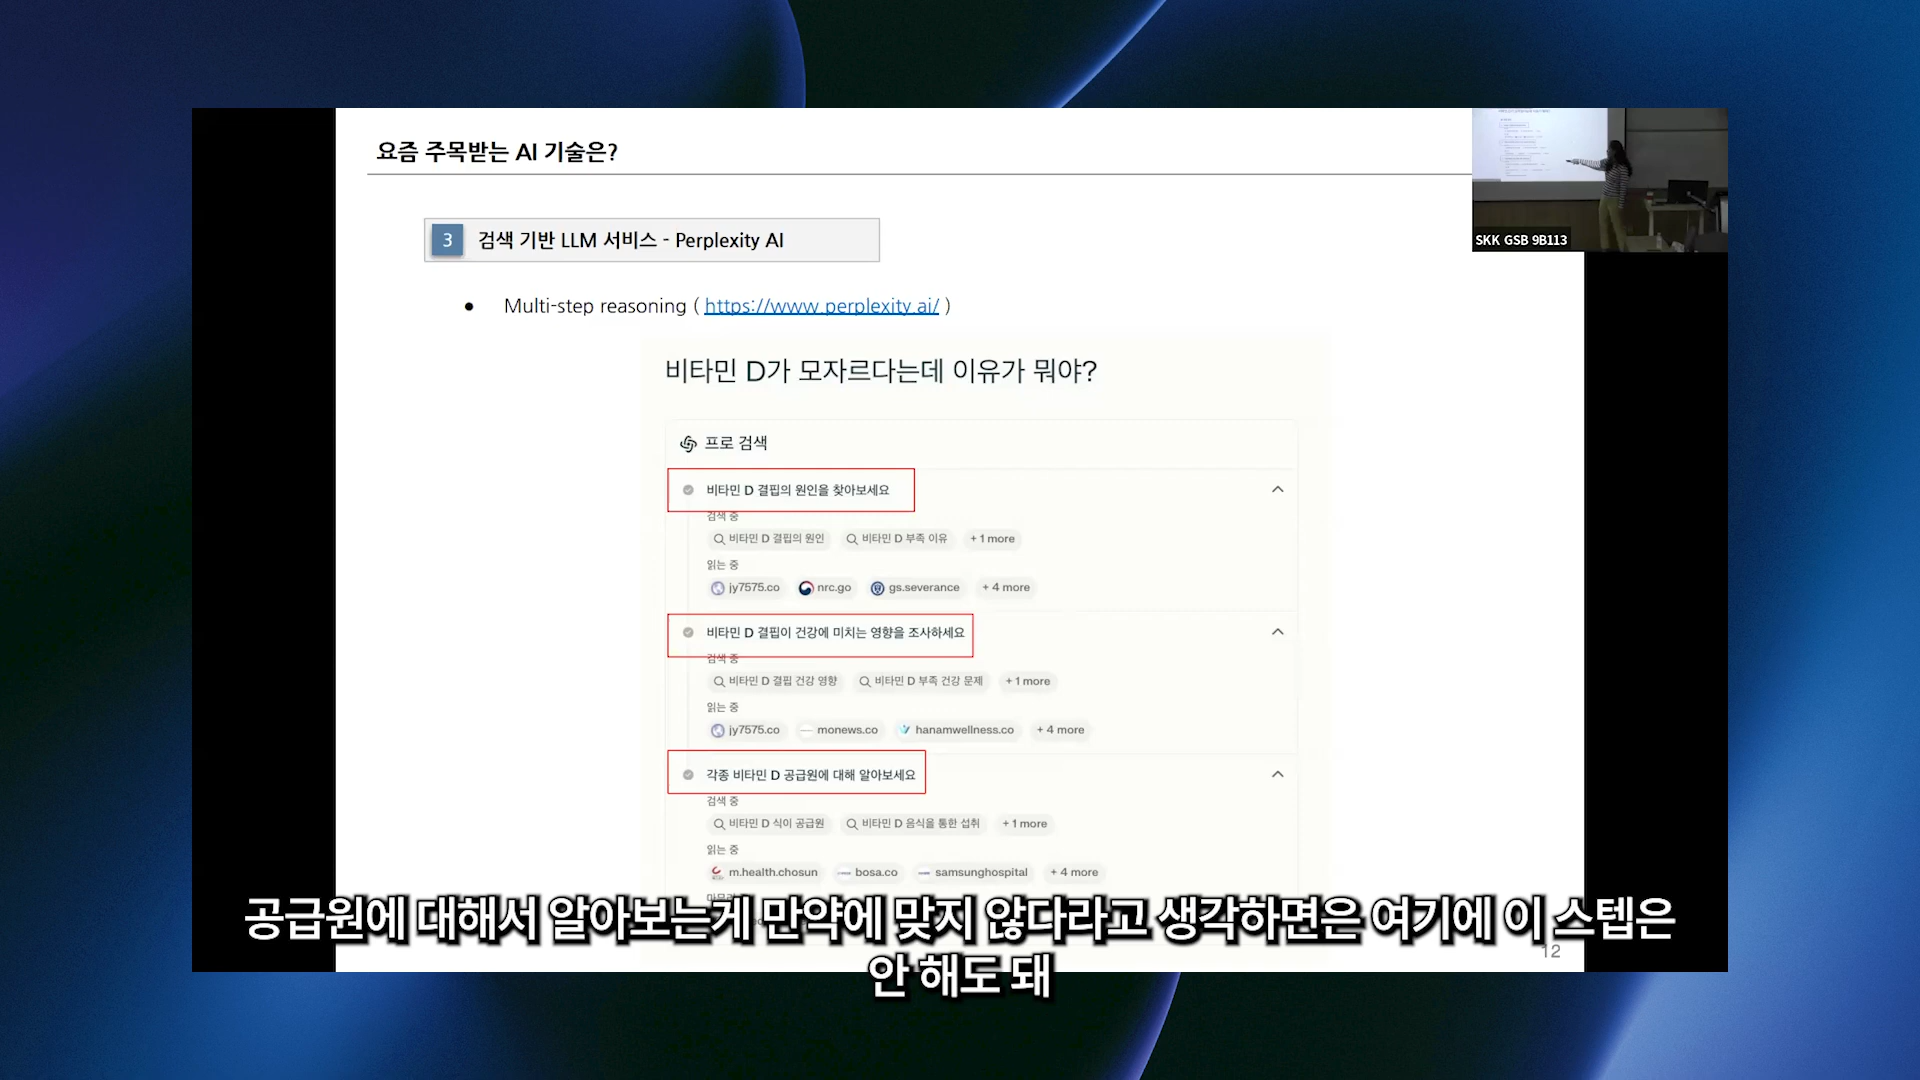 요즘 주목받는 AI 기술은?
SKK GSB 9B113
3 검색 기반 LLM 서비스 - Perplexity AI
● Multi-step reasoning ( https://www.perplexity.ai/ )
비타민 D가 모자르다는데 이유가 뭐야?
프로 검색
비타민 D 결핍의 원인을 찾아보세요
검색 중
비타민 D 결핍의 원인 비타민 D 부족 이유 + 1 more
읽는 중
jy7575.co nrc.go gs.severance + 4 more
비타민 D 결핍이 건강에 미치는 영향을 조사하세요
검색 중
비타민 D 결핍 건강 영향 비타민 D 부족 건강 문제 + 1 more
읽는 중
jy7575.co monews.co hanamwellness.co + 4 more
각종 비타민 D 공급원에 대해 알아보세요
검색 중
비타민 D 식이 공급원 비타민 D 음식을 통한 섭취 + 1 more
읽는 중
m.health.chosun bosa.co samsunghospital + 4 more
공급원에 대해서 알아보는게 만약에 맞지 않다라고 생각하면은 여기에 이 스텝은
안 해도 돼
12